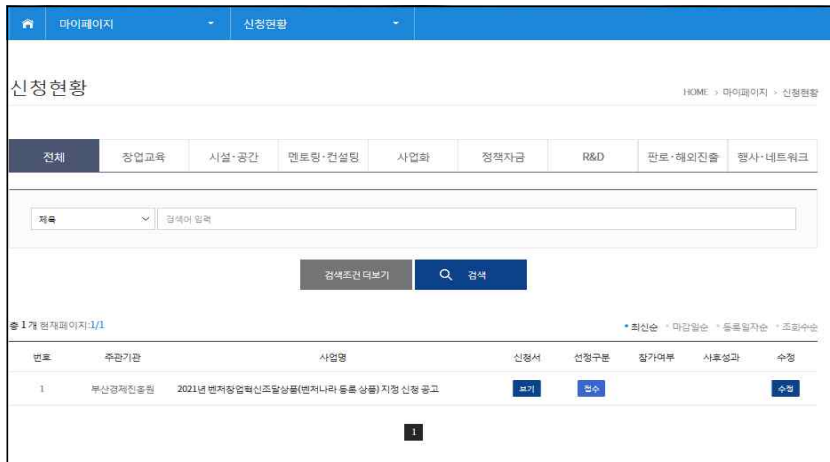 마이페이지 신청현황
신청현황
HOME > 마이페이지 > 신청현황
전체 창업교육 시설·공간 멘토링·컨설팅 사업화 정책자금 R&D 판로·해외진출 행사·네트워크
제목 검색어 입력
검색조건 더보기 검색
총 1 개 현재페이지:1/1
최신순 마감일순 등록일자순 조회수순
번호 주관기관 사업명 신청서 선정구분 참가여부 사후성과 수정
1 부산경제진흥원 2021년 벤처창업혁신조달상품(벤처나라 등록 상품) 지정 신청 공고 보기 접수 수정
1